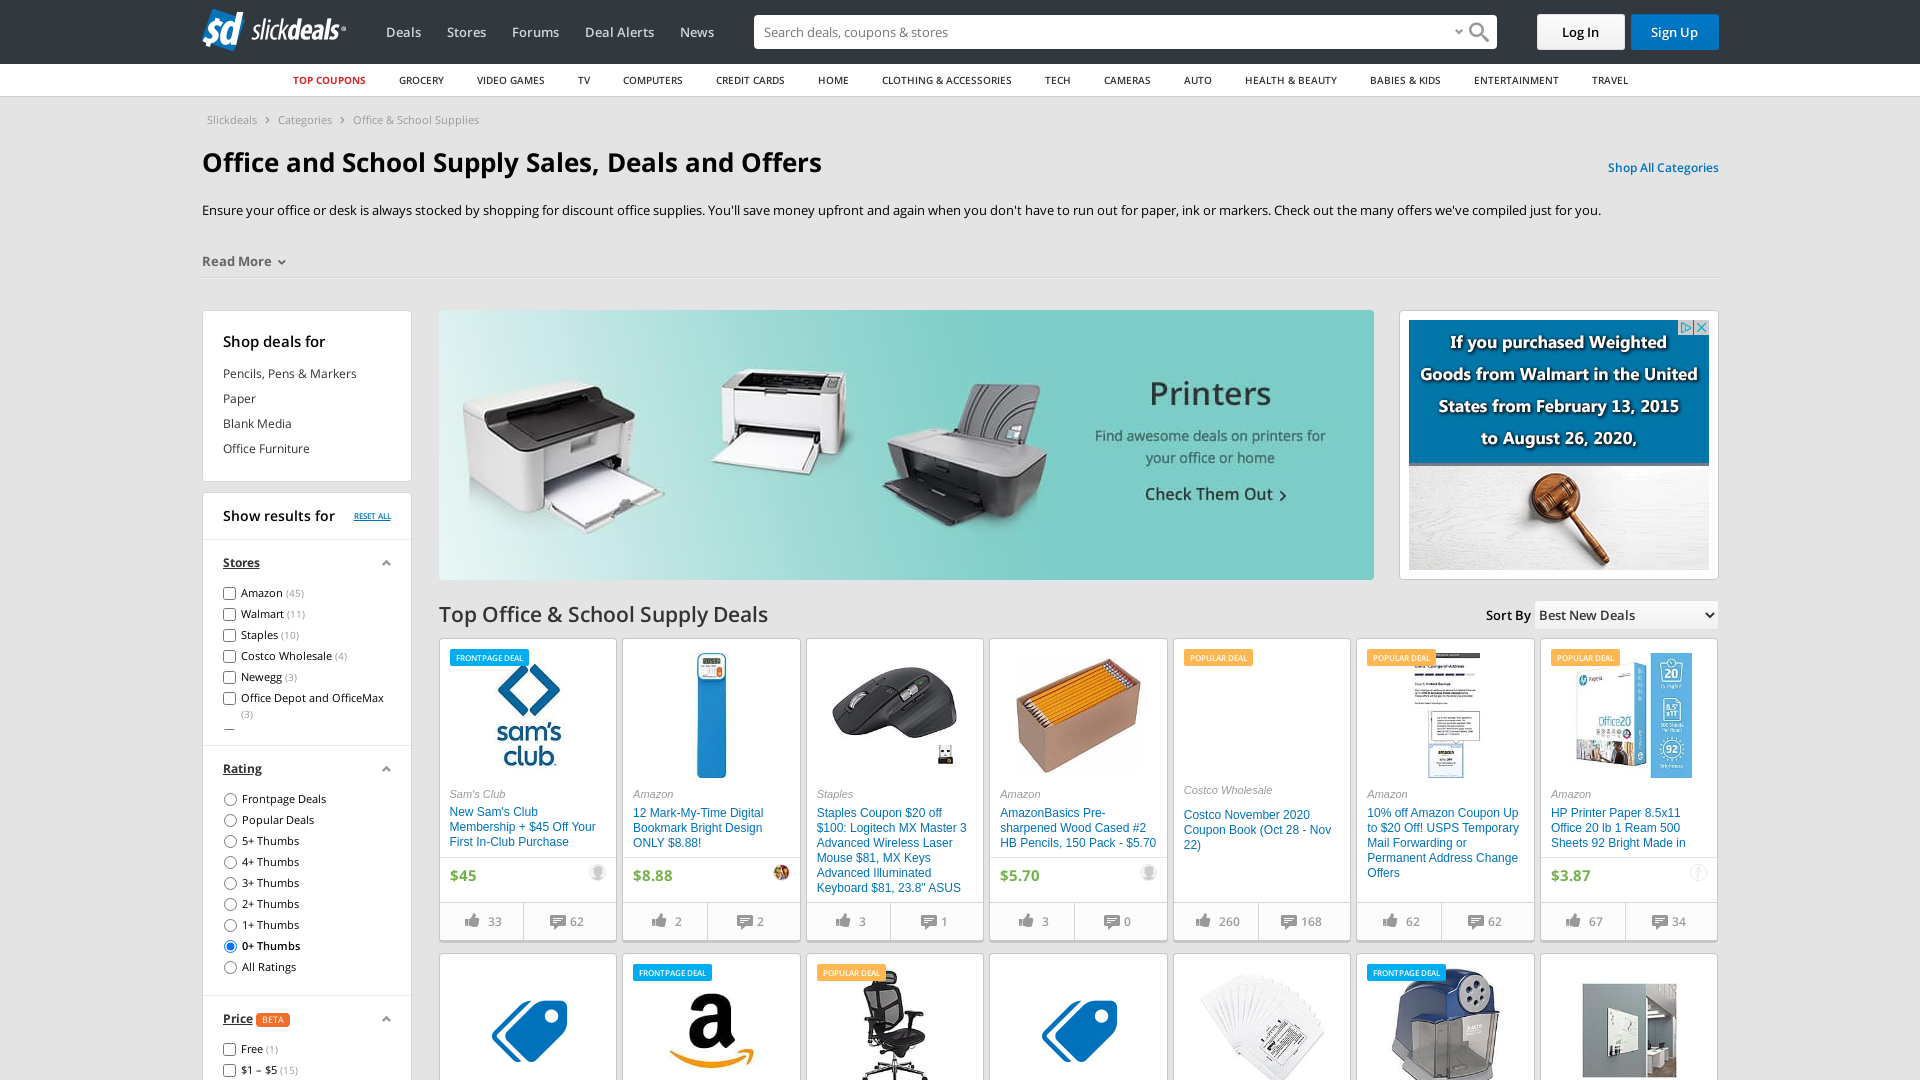 slickdeals
Deals
Stores
Forums
Deal Alerts
News
Search deals, coupons & stores
Log In
Sign Up
TOP COUPONS
GROCERY
VIDEO GAMES
TV
COMPUTERS
CREDIT CARDS
HOME
CLOTHING & ACCESSORIES
TECH
CAMERAS
AUTO
HEALTH & BEAUTY
BABIES & KIDS
ENTERTAINMENT
TRAVEL
Slickdeals > Categories > Office & School Supplies
Office and School Supply Sales, Deals and Offers
Shop All Categories
Ensure your office or desk is always stocked by shopping for discount office supplies. You'll save money upfront and again when you don't have to run out for paper, ink or markers. Check out the many offers we've compiled just for you.
Read More
Shop deals for
Pencils, Pens & Markers
Paper
Blank Media
Office Furniture
Show results for
RESET ALL
Stores
Amazon (45)
Walmart (11)
Staples (10)
Costco Wholesale (4)
Newegg (3)
Office Depot and OfficeMax
(3)
Rating
Frontpage Deals
Popular Deals
5+ Thumbs
4+ Thumbs
3+ Thumbs
2+ Thumbs
1+ Thumbs
0+ Thumbs
All Ratings
Price BETA
Free (1)
$1 – $5 (15)
Printers
Find awesome deals on printers for
your office or home
Check Them Out >
If you purchased Weighted
Goods from Walmart in the United
States from February 13, 2015
to August 26, 2020,
Top Office & School Supply Deals
Sort By
Best New Deals
FRONTPAGE DEAL
sam's
club
Sam's Club
New Sam's Club
Membership + $45 Off Your
First In-Club Purchase
$45
33
62
Amazon
12 Mark-My-Time Digital
Bookmark Bright Design
ONLY $8.88!
$8.88
2
2
Staples
Staples Coupon $20 off
$100: Logitech MX Master 3
Advanced Wireless Laser
Mouse $81, MX Keys
Advanced Illuminated
Keyboard $81, 23.8" ASUS
3
1
Amazon
AmazonBasics Pre-
sharpened Wood Cased #2
HB Pencils, 150 Pack - $5.70
$5.70
3
0
POPULAR DEAL
Costco Wholesale
Costco November 2020
Coupon Book (Oct 28 - Nov
22)
260
168
POPULAR DEAL
Amazon
10% off Amazon Coupon Up
to $20 Off! USPS Temporary
Mail Forwarding or
Permanent Address Change
Offers
62
62
POPULAR DEAL
Office20
20
8.5x11
92
Amazon
HP Printer Paper 8.5x11
Office 20 lb 1 Ream 500
Sheets 92 Bright Made in
$3.87
67
34
FRONTPAGE DEAL
a
POPULAR DEAL
FRONTPAGE DEAL